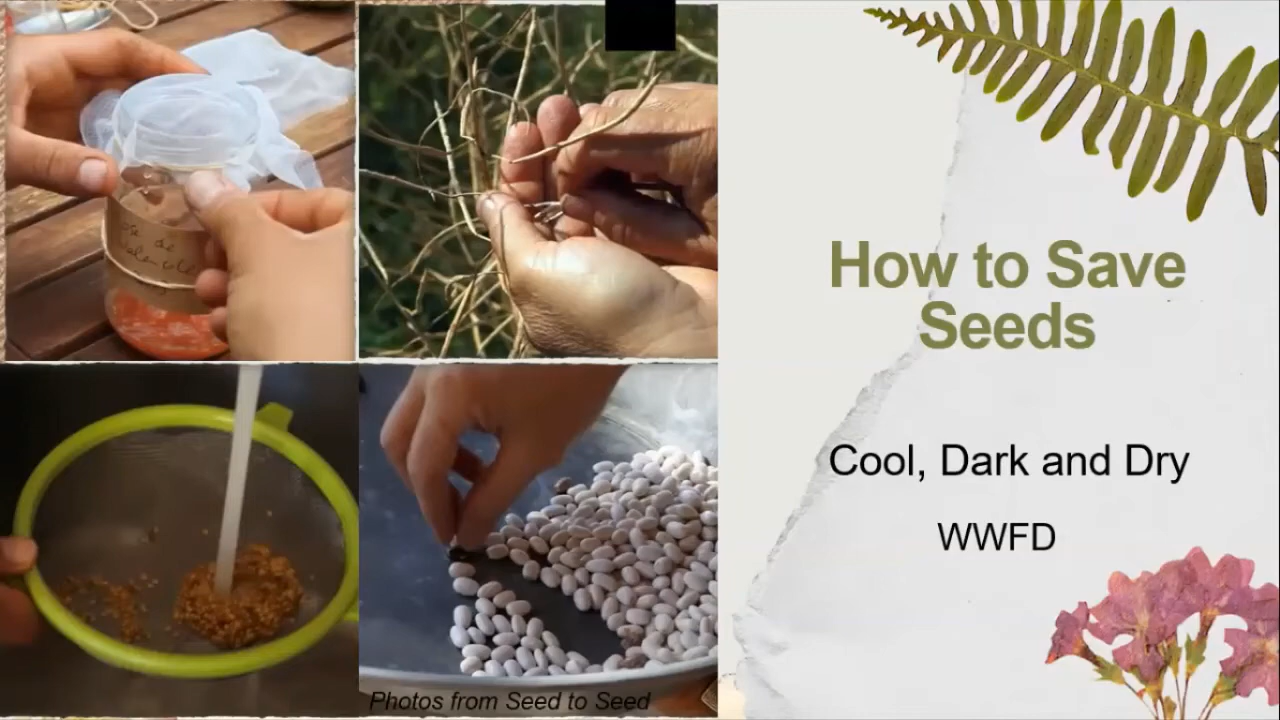 How to Save
Seeds
Cool, Dark and Dry
WWFD
Photos from Seed to Seed